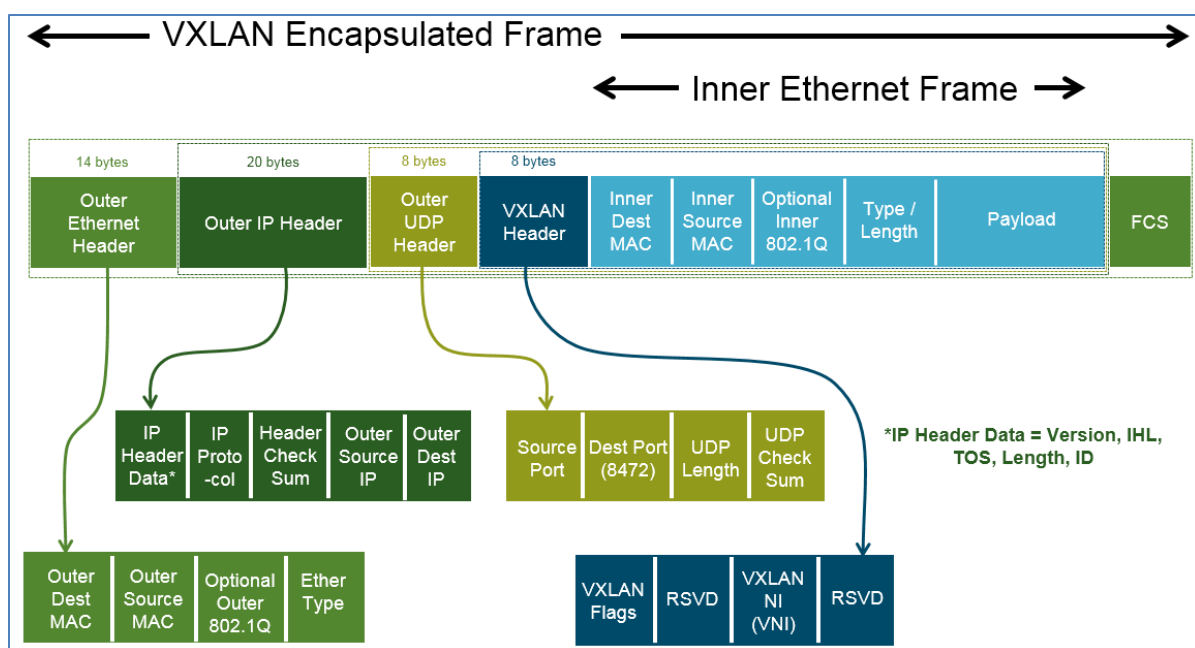 VXLAN Encapsulated Frame
Inner Ethernet Frame
14 bytes
20 bytes
8 bytes
8 bytes
Outer
Ethernet
Header
Outer IP Header
Outer
UDP
Header
VXLAN
Header
Inner
Dest
MAC
Inner
Source
MAC
Optional
Inner
802.1Q
Type /
Length
Payload
FCS
IP
Header
Data*
IP
Proto
-col
Header
Check
Sum
Outer
Source
IP
Outer
Dest IP
Source
Port
Dest Port
(8472)
UDP
Length
UDP
Check
Sum
*IP Header Data = Version, IHL,
TOS, Length, ID
Outer
Dest
MAC
Outer
Source
MAC
Optional
Outer
802.1Q
Ether
Type
VXLAN
Flags
RSVD
VXLAN
NI
(VNI)
RSVD